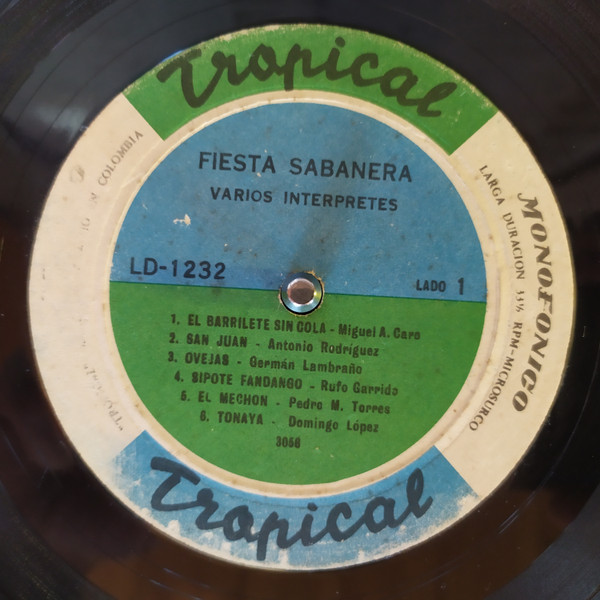 Tropical
FIESTA SABANERA
VARIOS INTERPRETES
LD-1232
LADO 1
1. EL BARRILETE SIN COLA - Miguel A. Caro
2. SAN JUAN - Antonio Rodríguez
3. OVEJAS - Germán Lambraño
4. SIPOTE FANDANGO - Rufo Garrido
5. EL MECHON - Pedro M. Torres
6. TONAYA - Domingo López
3056
MONOFONICO
LARGA DURACION 33⅓ RPM-MICROSURCO
COLOMBIA
Tropical